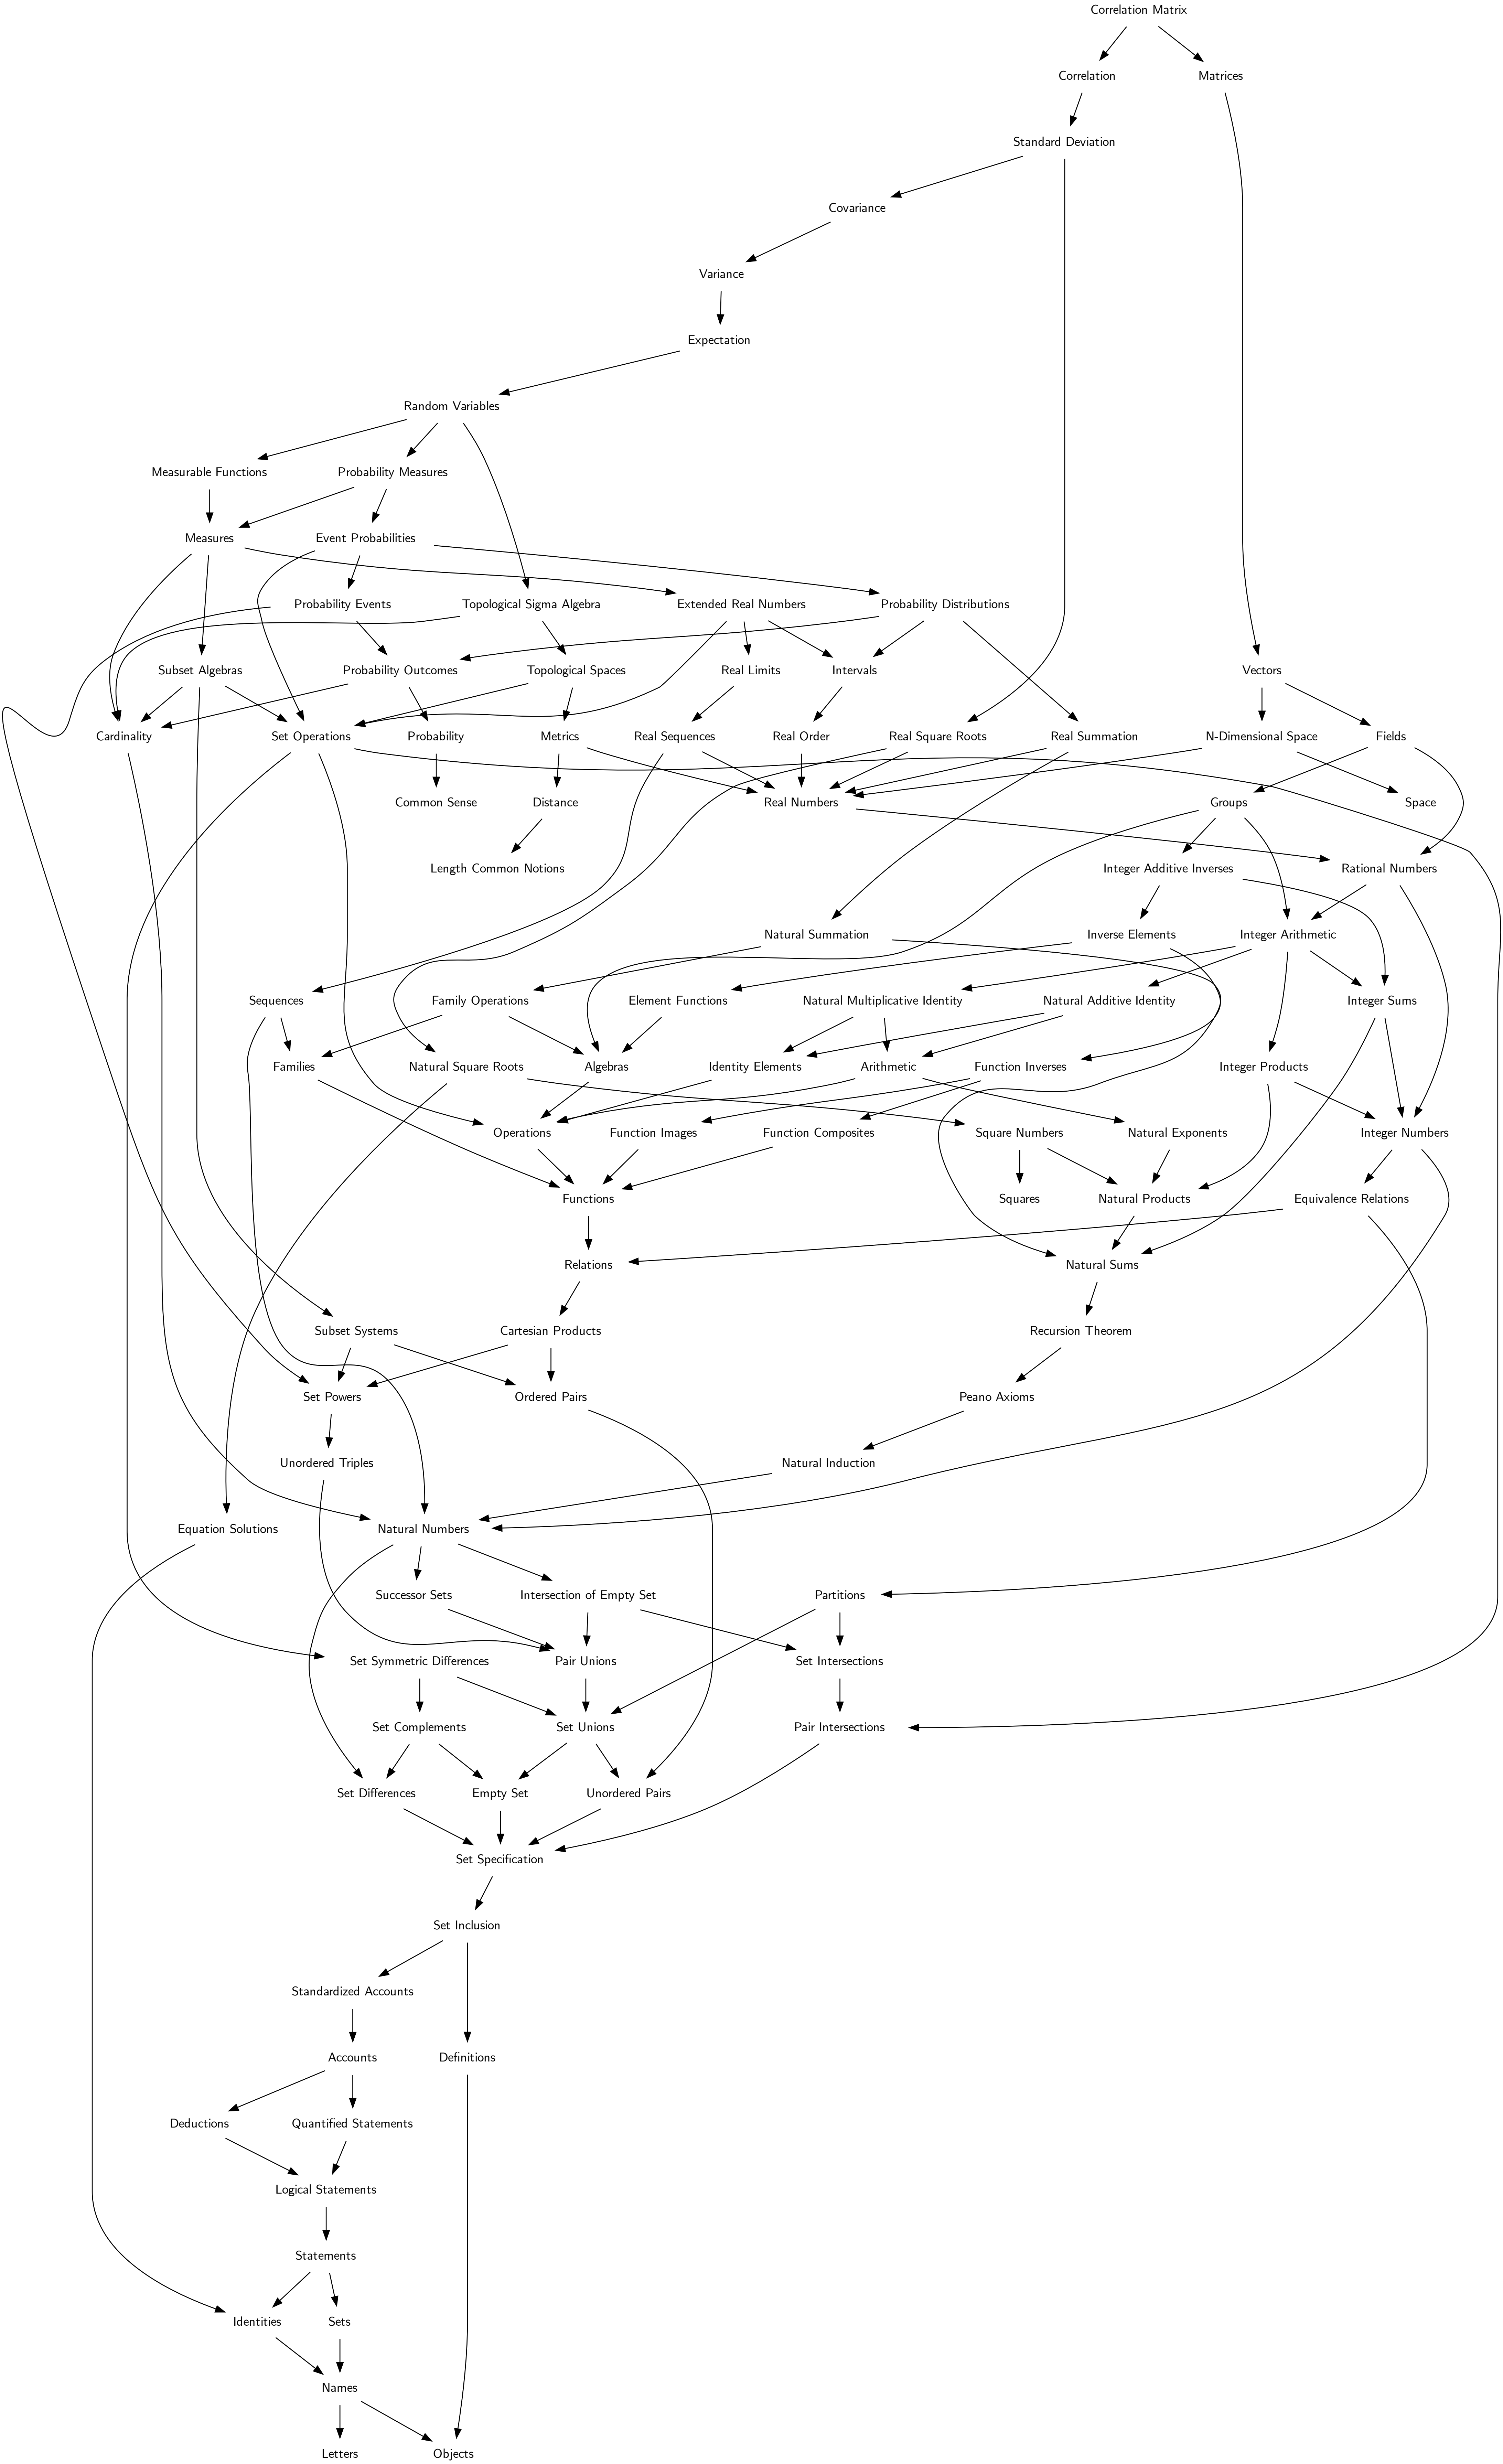 Correlation Matrix
Correlation
Matrices
Standard Deviation
Covariance
Variance
Expectation
Random Variables
Measurable Functions
Probability Measures
Measures
Event Probabilities
Probability Events
Topological Sigma Algebra
Extended Real Numbers
Probability Distributions
Subset Algebras
Probability Outcomes
Topological Spaces
Real Limits
Intervals
Vectors
Cardinality
Set Operations
Probability
Metrics
Real Sequences
Real Order
Real Square Roots
Real Summation
N-Dimensional Space
Fields
Common Sense
Distance
Real Numbers
Groups
Space
Length Common Notions
Integer Additive Inverses
Rational Numbers
Natural Summation
Inverse Elements
Integer Arithmetic
Sequences
Family Operations
Element Functions
Natural Multiplicative Identity
Natural Additive Identity
Integer Sums
Families
Natural Square Roots
Algebras
Identity Elements
Arithmetic
Function Inverses
Integer Products
Operations
Function Images
Function Composites
Square Numbers
Natural Exponents
Integer Numbers
Functions
Squares
Natural Products
Equivalence Relations
Relations
Natural Sums
Subset Systems
Cartesian Products
Recursion Theorem
Set Powers
Ordered Pairs
Peano Axioms
Unordered Triples
Natural Induction
Equation Solutions
Natural Numbers
Successor Sets
Intersection of Empty Set
Partitions
Set Symmetric Differences
Pair Unions
Set Intersections
Set Complements
Set Unions
Pair Intersections
Set Differences
Empty Set
Unordered Pairs
Set Specification
Set Inclusion
Standardized Accounts
Accounts
Definitions
Deductions
Quantified Statements
Logical Statements
Statements
Identities
Sets
Names
Letters
Objects